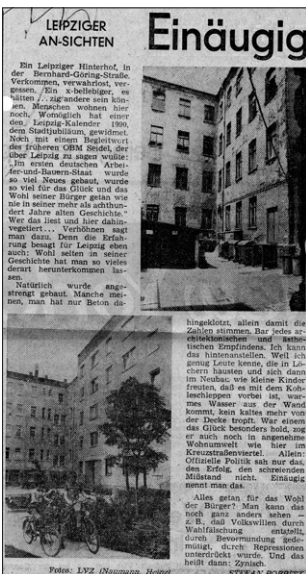 LEIPZIGER
AN-SICHTEN
Einäugig
Ein Leipziger Hinterhof, in
der Bernhard-Göring-Straße.
Verkommen, verwahrlost, ver-
gessen. Ein x-beliebiger, es
hätten zig andere sein kön-
nen. Menschen wohnen hier
noch. Womöglich hat einer
den Leipzig-Kalender 1990,
dem Stadtjubiläum, gewidmet.
Noch mit einem Begleitwort
des früheren OBM Seidel, der
über Leipzig zu sagen wußte:
„Im ersten deutschen Arbei-
ter-und-Bauern-Staat wurde
so viel Neues gebaut, wurde
so viel für das Glück und das
Wohl seiner Bürger getan wie
nie in seiner mehr als achthun-
dert Jahre alten Geschichte.“
Wer das liest und hier dahin-
vegetiert... Verhöhnen sagt
man dazu. Denn die Erfah-
rung besagt für Leipzig eben
auch: Wohl selten in seiner
Geschichte hat man so vieles
derart herunterkommen las-
sen.
Natürlich wurde ange-
strengt gebaut. Manche mei-
nen, man hat nur Beton da-
hingeklotzt, allein damit die
Zahlen stimmen. Bar jedes ar-
chitektonischen und ästhe-
tischen Empfindens. Ich kann
das hintenanstellen. Weil ich
genug Leute kenne, die in Lö-
chern hausten und sich dann
im Neubau, wie kleine Kinder
freuten, daß es mit dem Koh-
leschleppen vorbei ist, war-
mes Wasser aus der Wand
kommt, kein kaltes mehr von
der Decke tropft. War einem
das Glück besonders hold, zog
er auch noch in angenehme
Wohnumwelt wie hier im
Kreuzstraßenviertel. Allein:
Offizielle Politik sah nur das,
den Erfolg, den schreienden
Mißstand nicht. Einäugig
nennt man das.
Alles getan für das Wohl
der Bürger? Man kann das
noch ganz anders sehen —
z. B., daß Volkswillen durch
Wahlfälschung entstellt,
durch Bevormundung gede-
mütigt, durch Repressionen
unterdrückt wurde. Und das
heißt dann: Zynisch.
Fotos: LVZ (Naumann, Heinze)